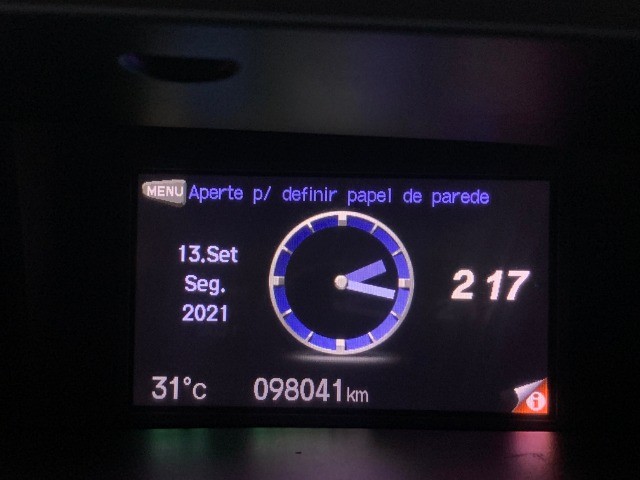 MENU Aperte p/ definir papel de parede
13.Set
Seg.
2021
2 17
31°C 098041km
i